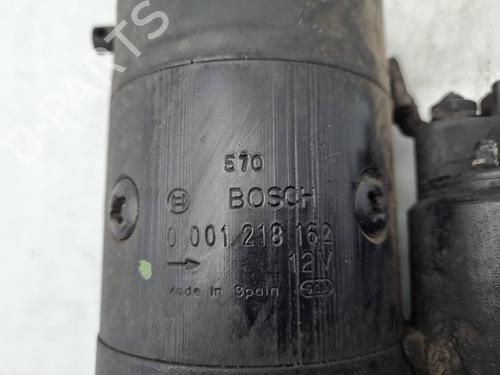 B-PARTS
570
BOSCH
0 001 218 162
12V
Made in Spain